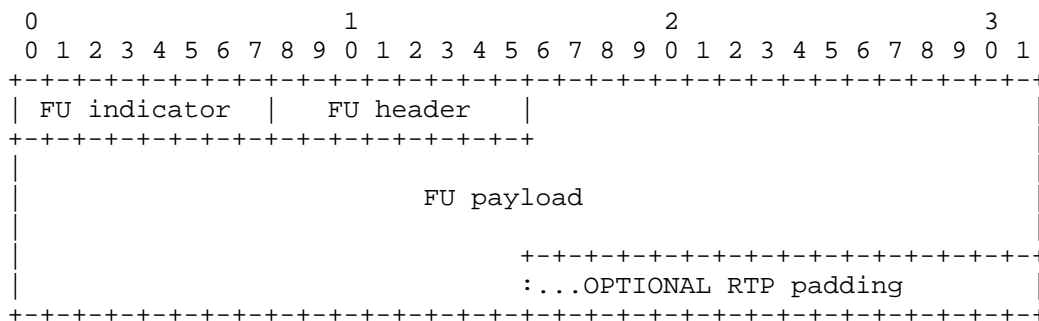 0                   1                   2                   3
 0 1 2 3 4 5 6 7 8 9 0 1 2 3 4 5 6 7 8 9 0 1 2 3 4 5 6 7 8 9 0 1
+-+-+-+-+-+-+-+-+-+-+-+-+-+-+-+-+-+-+-+-+-+-+-+-+-+-+-+-+-+-+-+-+
| FU indicator  |   FU header   |                               |
+-+-+-+-+-+-+-+-+-+-+-+-+-+-+-+-+                               |
|                                                               |
|                         FU payload                            |
|                                                               |
|                               +-+-+-+-+-+-+-+-+-+-+-+-+-+-+-+-+
|                               :...OPTIONAL RTP padding        |
+-+-+-+-+-+-+-+-+-+-+-+-+-+-+-+-+-+-+-+-+-+-+-+-+-+-+-+-+-+-+-+-+